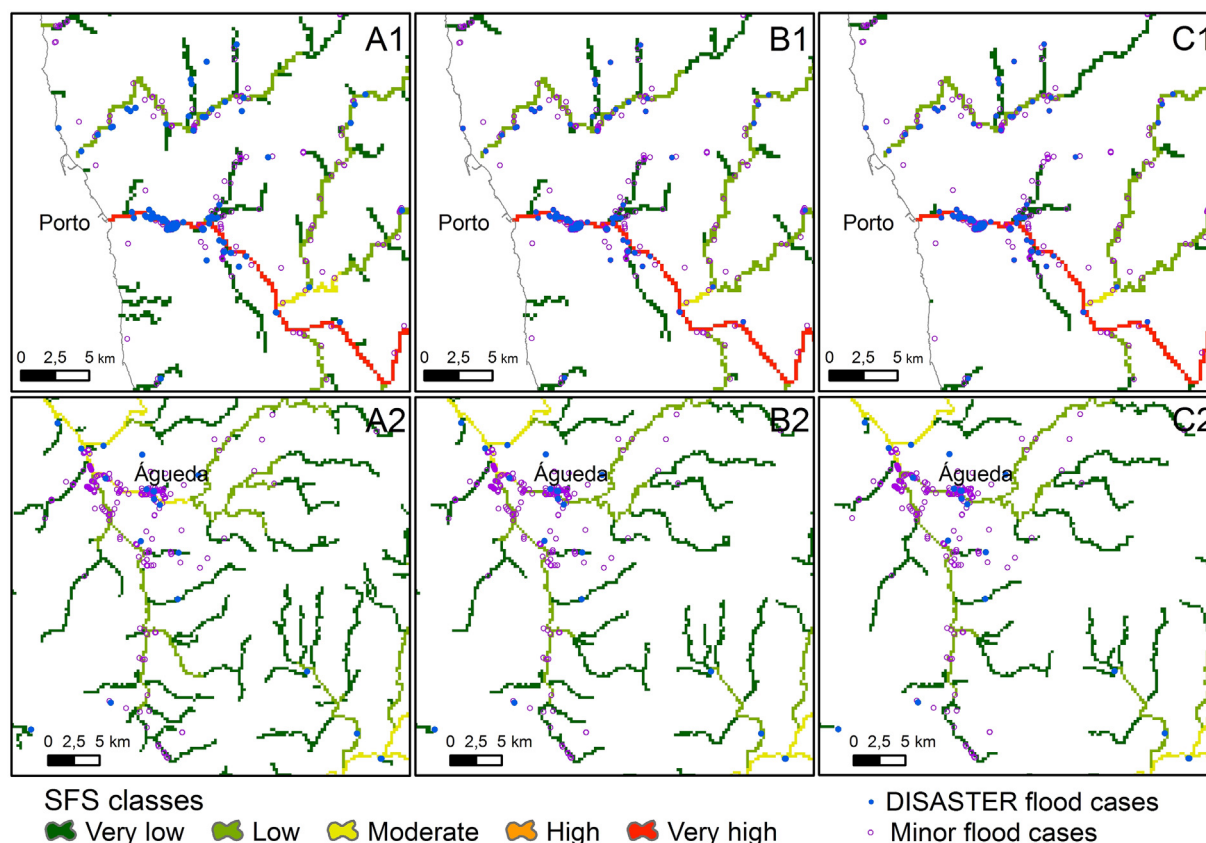 A1
B1
C1
Porto
Porto
Porto
0 2,5 5 km
0 2,5 5 km
0 2,5 5 km
A2
B2
C2
Águeda
Águeda
Águeda
0 2,5 5 km
0 2,5 5 km
0 2,5 5 km
SFS classes
Very low Low Moderate High Very high
DISASTER flood cases
Minor flood cases